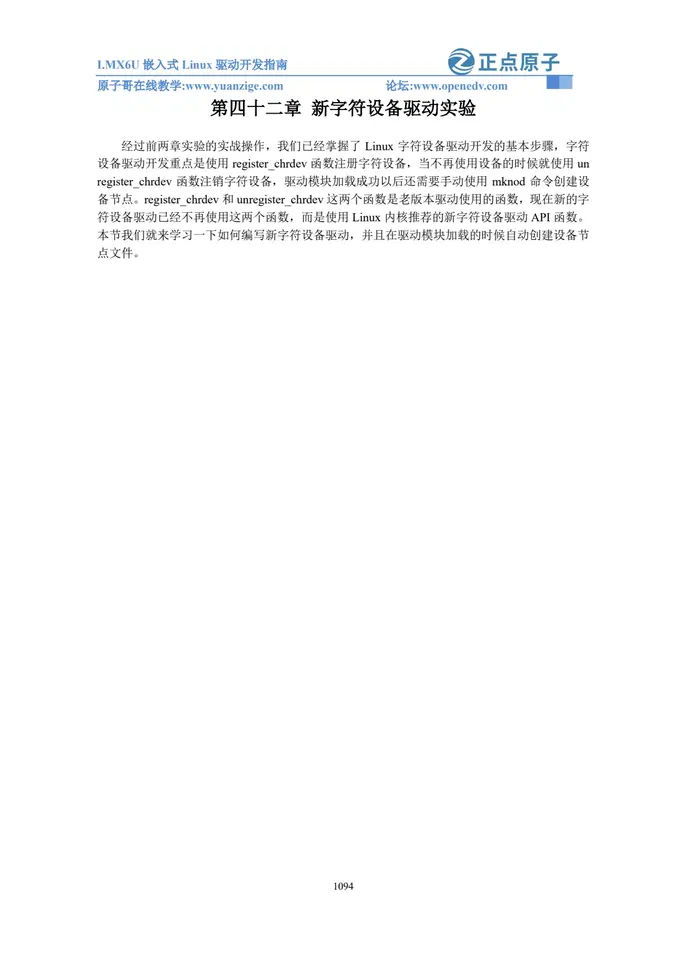 I.MX6U 嵌入式 Linux 驱动开发指南
正点原子
原子哥在线教学:www.yuanzige.com 论坛:www.openedv.com
第四十二章 新字符设备驱动实验
经过前两章实验的实战操作，我们已经掌握了 Linux 字符设备驱动开发的基本步骤，字符
设备驱动开发重点是使用 register_chrdev 函数注册字符设备，当不再使用设备的时候就使用 un
register_chrdev 函数注销字符设备，驱动模块加载成功以后还需要手动使用 mknod 命令创建设
备节点。register_chrdev 和 unregister_chrdev 这两个函数是老版本驱动使用的函数，现在新的字
符设备驱动已经不再使用这两个函数，而是使用 Linux 内核推荐的新字符设备驱动 API 函数。
本节我们就来学习一下如何编写新字符设备驱动，并且在驱动模块加载的时候自动创建设备节
点文件。
1094